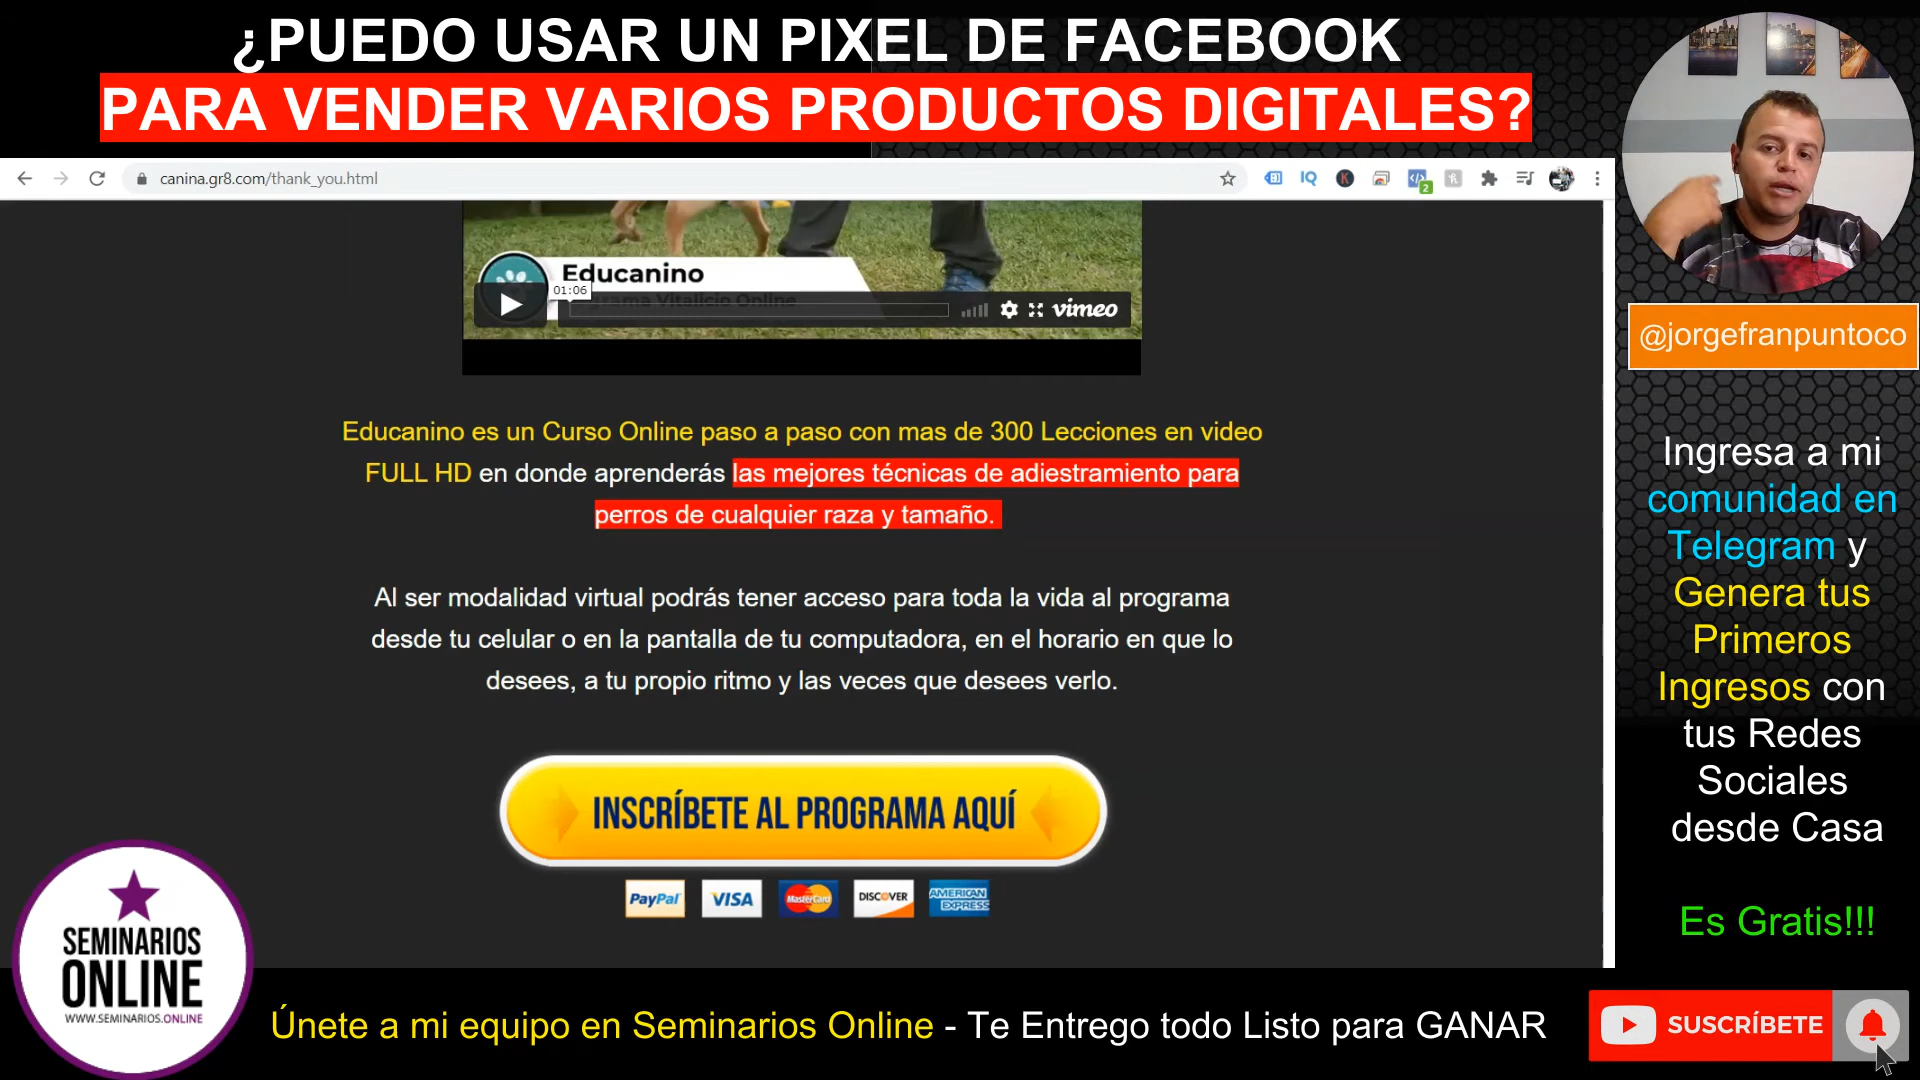 ¿PUEDO USAR UN PIXEL DE FACEBOOK
PARA VENDER VARIOS PRODUCTOS DIGITALES?
canina.gr8.com/thank_you.html
IQ
K
2
Educanino
01:06
Programa Vitalicio Online
vimeo
Educanino es un Curso Online paso a paso con mas de 300 Lecciones en video
FULL HD en donde aprenderás las mejores técnicas de adiestramiento para
perros de cualquier raza y tamaño.
Al ser modalidad virtual podrás tener acceso para toda la vida al programa
desde tu celular o en la pantalla de tu computadora, en el horario en que lo
desees, a tu propio ritmo y las veces que desees verlo.
INSCRÍBETE AL PROGRAMA AQUÍ
PayPal VISA MasterCard DISCOVER AMERICAN EXPRESS
@jorgefranpuntoco
Ingresa a mi
comunidad en
Telegram y
Genera tus
Primeros
Ingresos con
tus Redes
Sociales
desde Casa
Es Gratis!!!
SEMINARIOS
ONLINE
WWW.SEMINARIOS.ONLINE
Únete a mi equipo en Seminarios Online - Te Entrego todo Listo para GANAR
SUSCRÍBETE